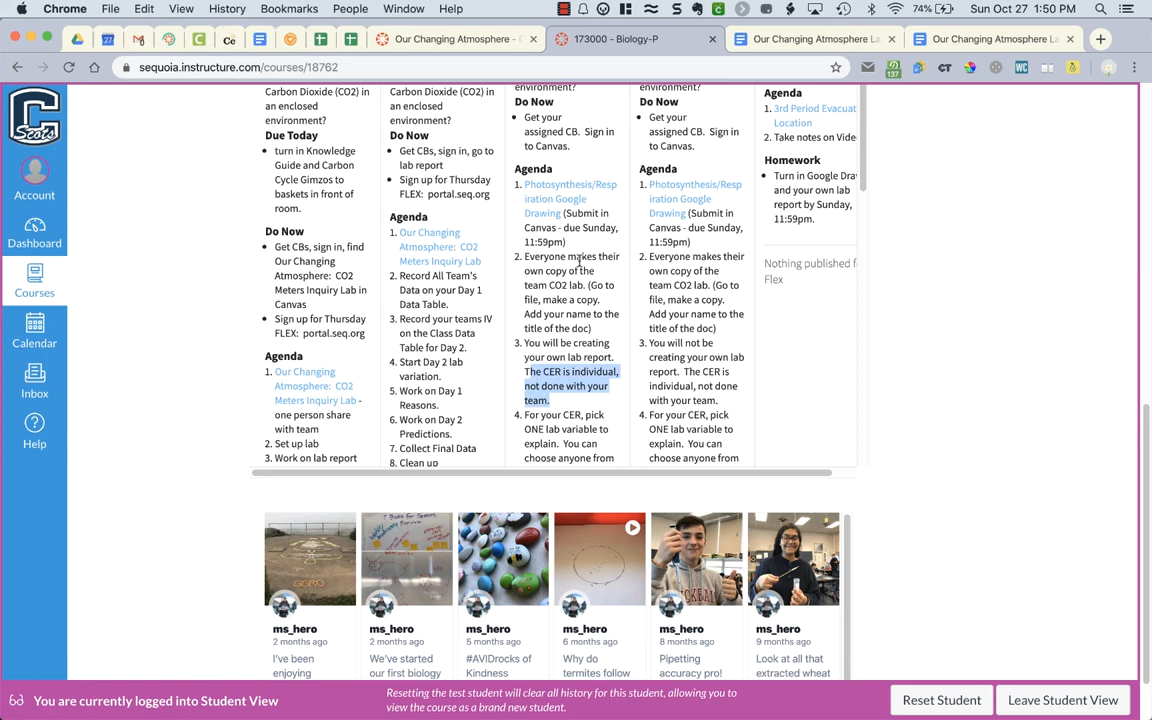 Chrome File Edit View History Bookmarks People Window Help
74% Sun Oct 27 1:50 PM
27
Cc
Our Changing Atmosphere - C
173000 - Biology-P
Our Changing Atmosphere La
Our Changing Atmosphere La
sequoia.instructure.com/courses/18762
137
CT
WC
Scots
Account
Dashboard
Courses
Calendar
Inbox
Help
Carbon Dioxide (CO2) in
an enclosed
environment?
Due Today
turn in Knowledge
Guide and Carbon
Cycle Gimzos to
baskets in front of
room.
Do Now
Get CBs, sign in, find
Our Changing
Atmosphere: CO2
Meters Inquiry Lab in
Canvas
Sign up for Thursday
FLEX: portal.seq.org
Agenda
1. Our Changing
Atmosphere: CO2
Meters Inquiry Lab -
one person share
with team
2. Set up lab
3. Work on lab report
Carbon Dioxide (CO2) in
an enclosed
environment?
Do Now
Get CBs, sign in, go to
lab report
Sign up for Thursday
FLEX: portal.seq.org
Agenda
1. Our Changing
Atmosphere: CO2
Meters Inquiry Lab
2. Record All Team's
Data on your Day 1
Data Table.
3. Record your teams IV
on the Class Data
Table for Day 2.
4. Start Day 2 lab
variation.
5. Work on Day 1
Reasons.
6. Work on Day 2
Predictions.
7. Collect Final Data
8. Clean up
environment?
Do Now
Get your
assigned CB. Sign in
to Canvas.
Agenda
1. Photosynthesis/Resp
iration Google
Drawing (Submit in
Canvas - due Sunday,
11:59pm)
2. Everyone makes their
own copy of the
team CO2 lab. (Go to
file, make a copy.
Add your name to the
title of the doc)
3. You will be creating
your own lab report.
The CER is individual,
not done with your
team.
4. For your CER, pick
ONE lab variable to
explain. You can
choose anyone from
environment?
Do Now
Get your
assigned CB. Sign in
to Canvas.
Agenda
1. Photosynthesis/Resp
iration Google
Drawing (Submit in
Canvas - due Sunday,
11:59pm)
2. Everyone makes their
own copy of the
team CO2 lab. (Go to
file, make a copy.
Add your name to the
title of the doc)
3. You will not be
creating your own lab
report. The CER is
individual, not done
with your team.
4. For your CER, pick
ONE lab variable to
explain. You can
choose anyone from
Agenda
1. 3rd Period Evacuat
Location
2. Take notes on Vide
Homework
Turn in Google Dra
and your own lab
report by Sunday,
11:59pm.
Nothing published f
Flex
ms_hero
2 months ago
I've been
enjoying
ms_hero
2 months ago
We've started
our first biology
ms_hero
5 months ago
#AVIDrocks of
Kindness
ms_hero
6 months ago
Why do
termites follow
ms_hero
8 months ago
Pipetting
accuracy pro!
ms_hero
9 months ago
Look at all that
extracted wheat
You are currently logged into Student View
Resetting the test student will clear all history for this student, allowing you to
view the course as a brand new student.
Reset Student
Leave Student View